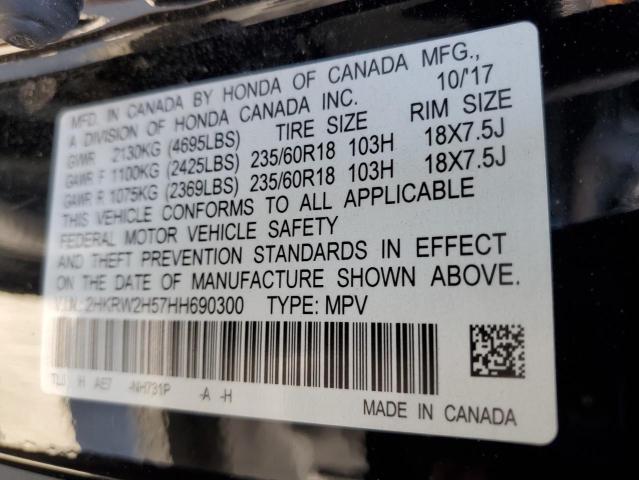 MFD. IN CANADA BY HONDA OF CANADA MFG.,
A DIVISION OF HONDA CANADA INC. 10/'17
GVWR 2130KG (4695LBS) TIRE SIZE RIM SIZE
GAWR F 1100KG (2425LBS) 235/60R18 103H 18X7.5J
GAWR R 1075KG (2369LBS) 235/60R18 103H 18X7.5J
THIS VEHICLE CONFORMS TO ALL APPLICABLE
FEDERAL MOTOR VEHICLE SAFETY
AND THEFT PREVENTION STANDARDS IN EFFECT
ON THE DATE OF MANUFACTURE SHOWN ABOVE.
V.I.N.:2HKRW2H57HH690300 TYPE: MPV
H AE7 -NH731P -A -H
MADE IN CANADA